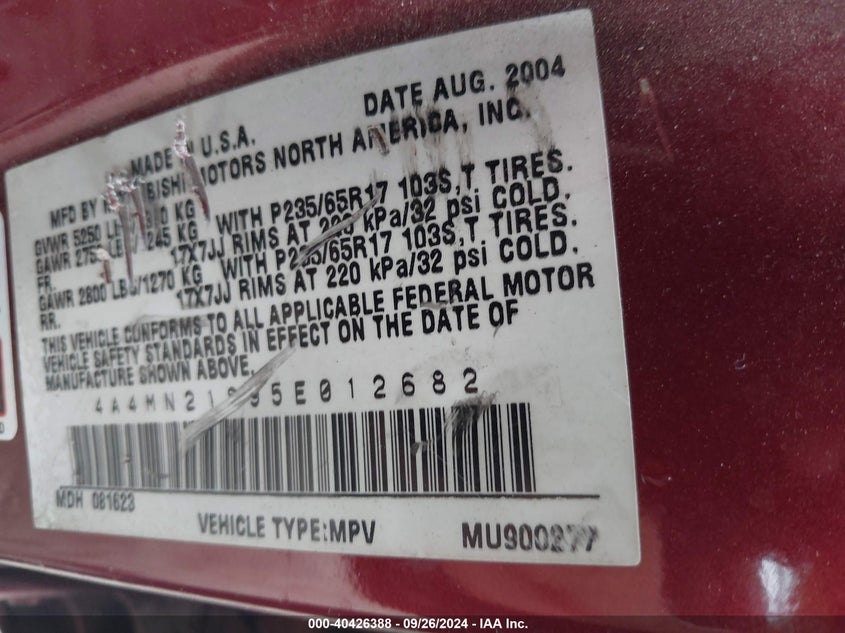 DATE AUG. 2004
MADE IN U.S.A.
MFD BY MOTORS NORTH AMERICA, INC.
GVWR 5250
GAWR KG WITH P235/65R17 103S,T TIRES.
FR. 17X7JJ RIMS AT 220 kPa/32 psi COLD.
GAWR 2800 LBS/1270 KG WITH P235/65R17 103S,T TIRES.
RR. 17X7JJ RIMS AT 220 kPa/32 psi COLD.
THIS VEHICLE CONFORMS TO ALL APPLICABLE FEDERAL MOTOR
VEHICLE SAFETY STANDARDS IN EFFECT ON THE DATE OF
MANUFACTURE SHOWN ABOVE.
MDH 081623
VEHICLE TYPE:MPV
000-40426388 - 09/26/2024 - IAA Inc.